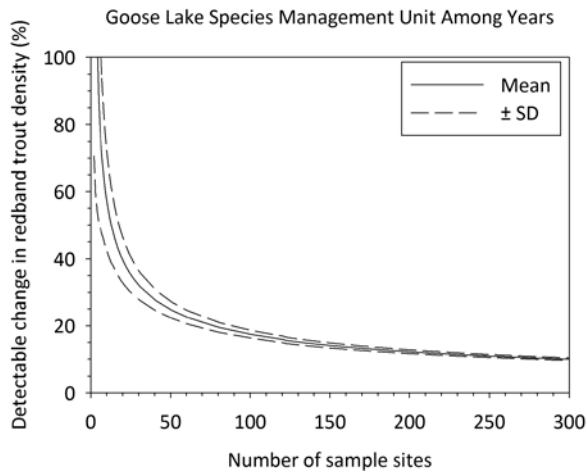 Goose Lake Species Management Unit Among Years
Detectable change in redband trout density (%)
100
80
60
40
20
0
Mean
± SD
0 50 100 150 200 250 300
Number of sample sites